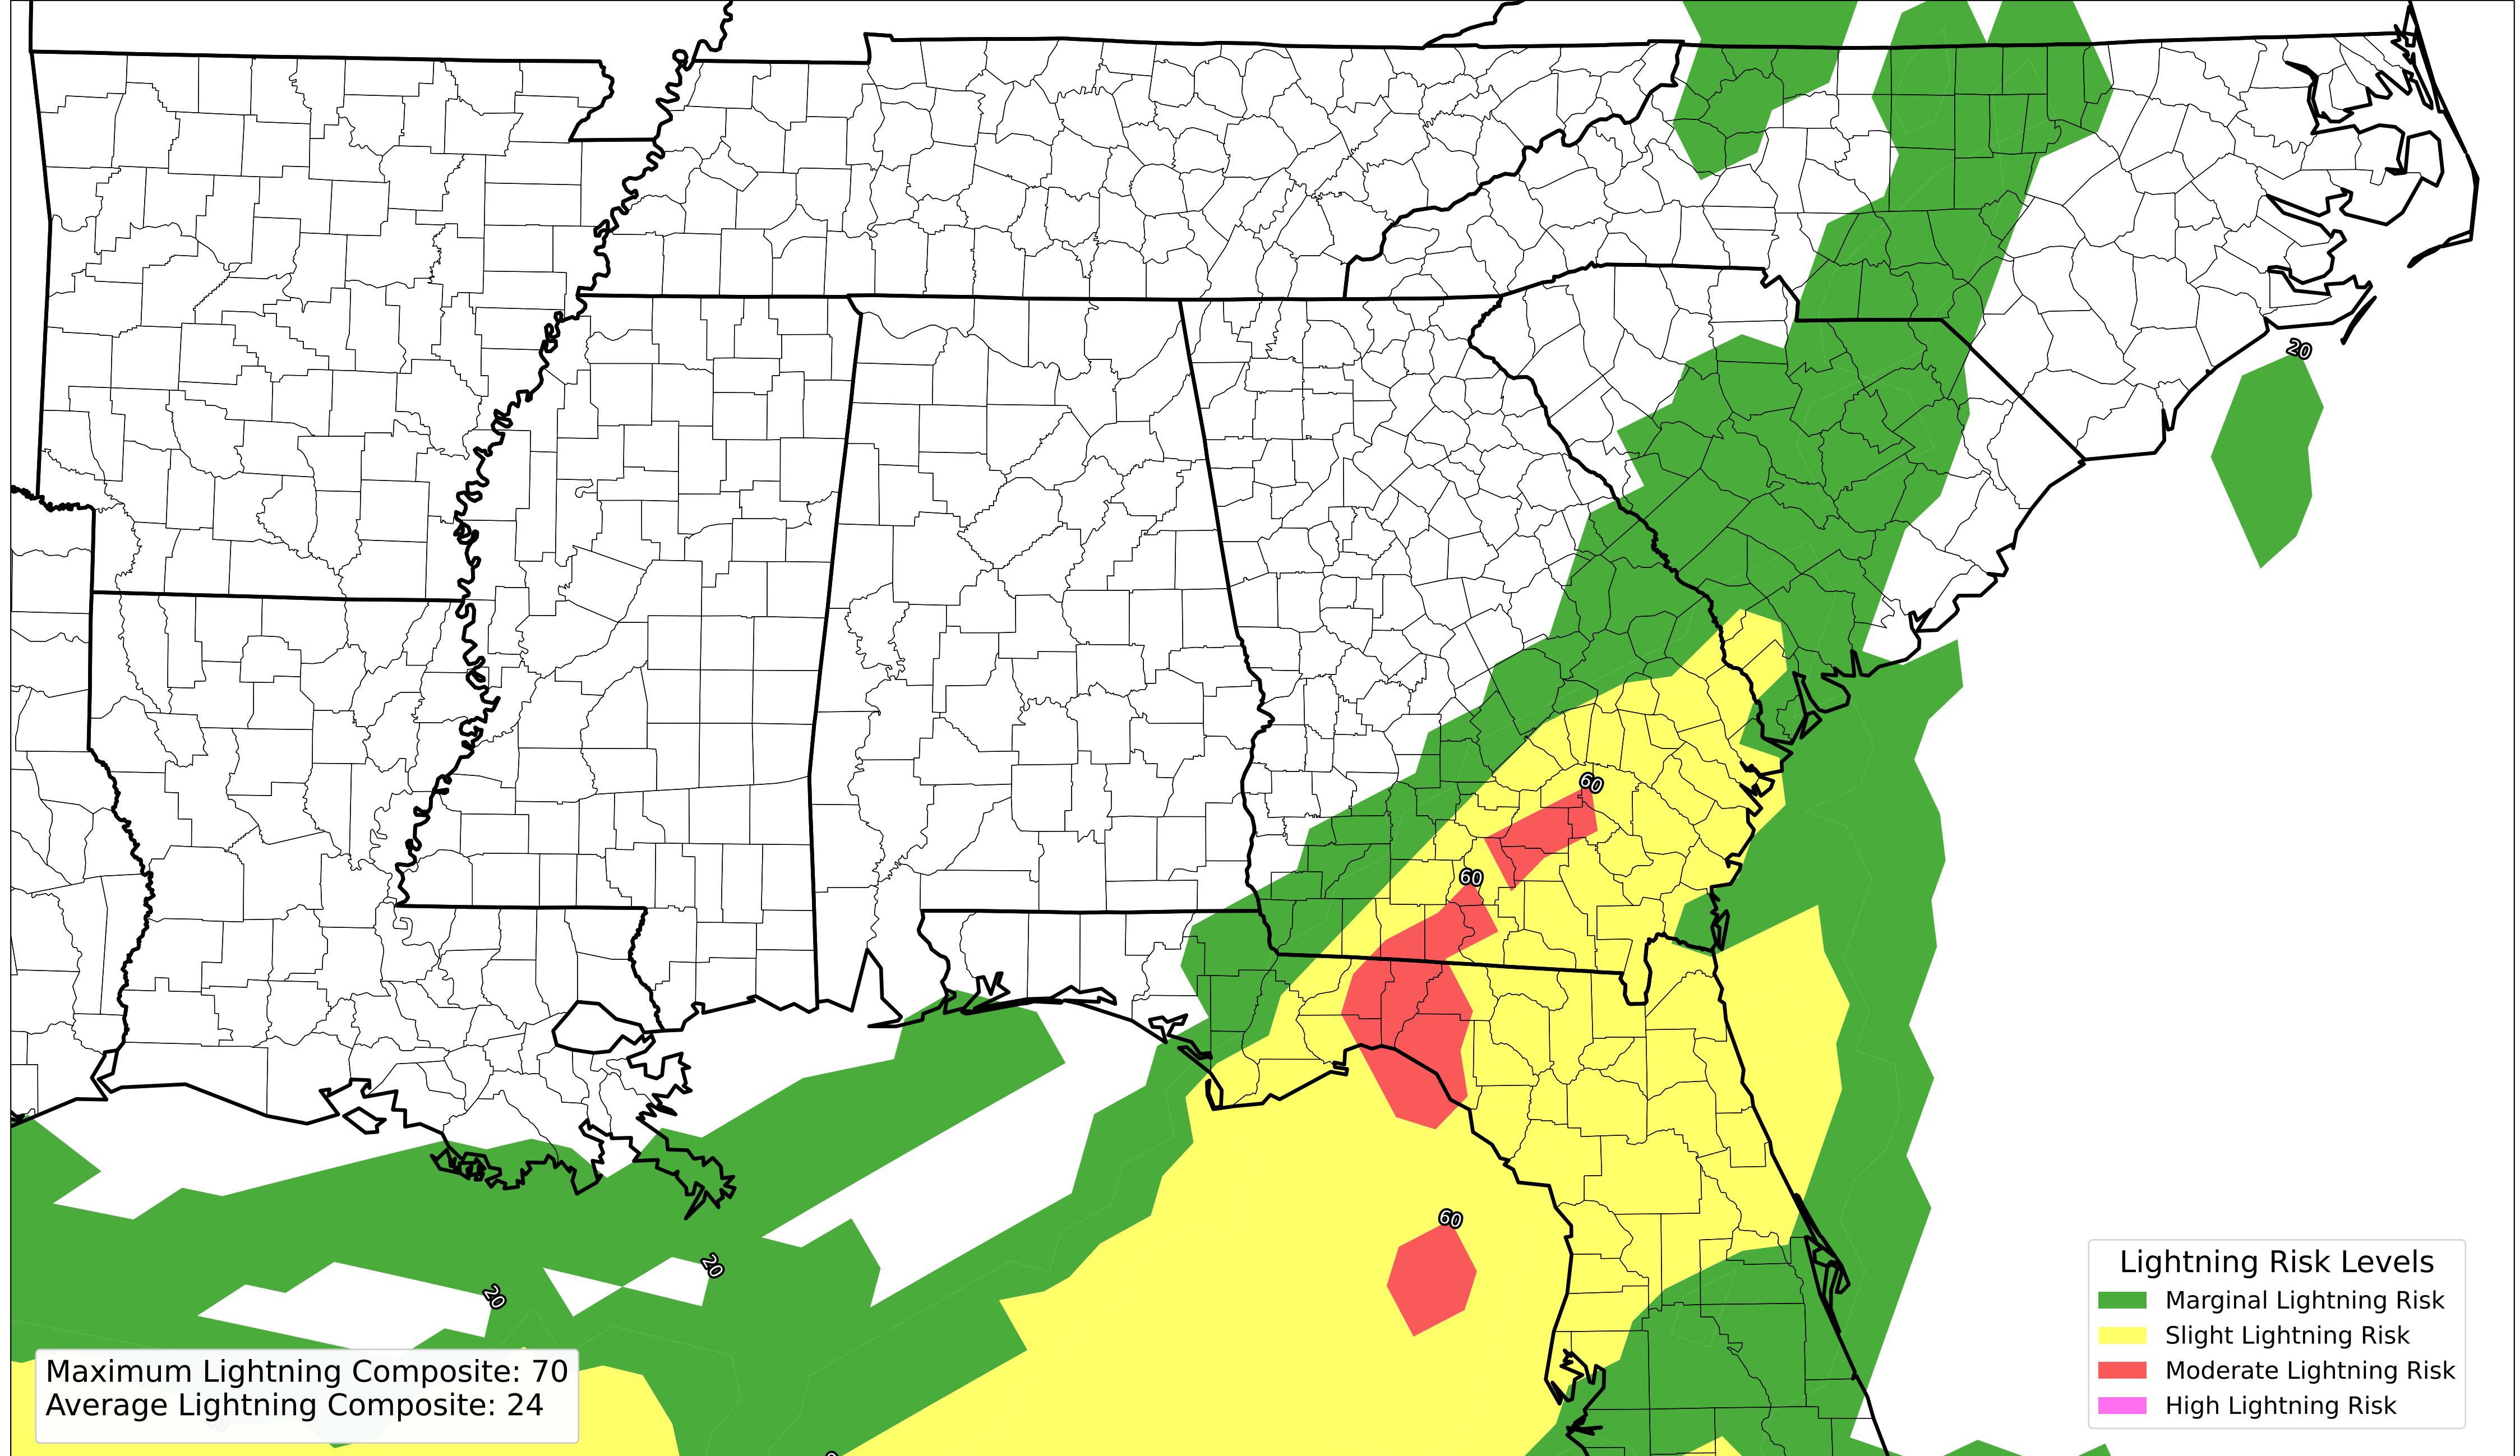 20
60
60
60
20
20
Lightning Risk Levels
Marginal Lightning Risk
Slight Lightning Risk
Moderate Lightning Risk
High Lightning Risk
Maximum Lightning Composite: 70
Average Lightning Composite: 24